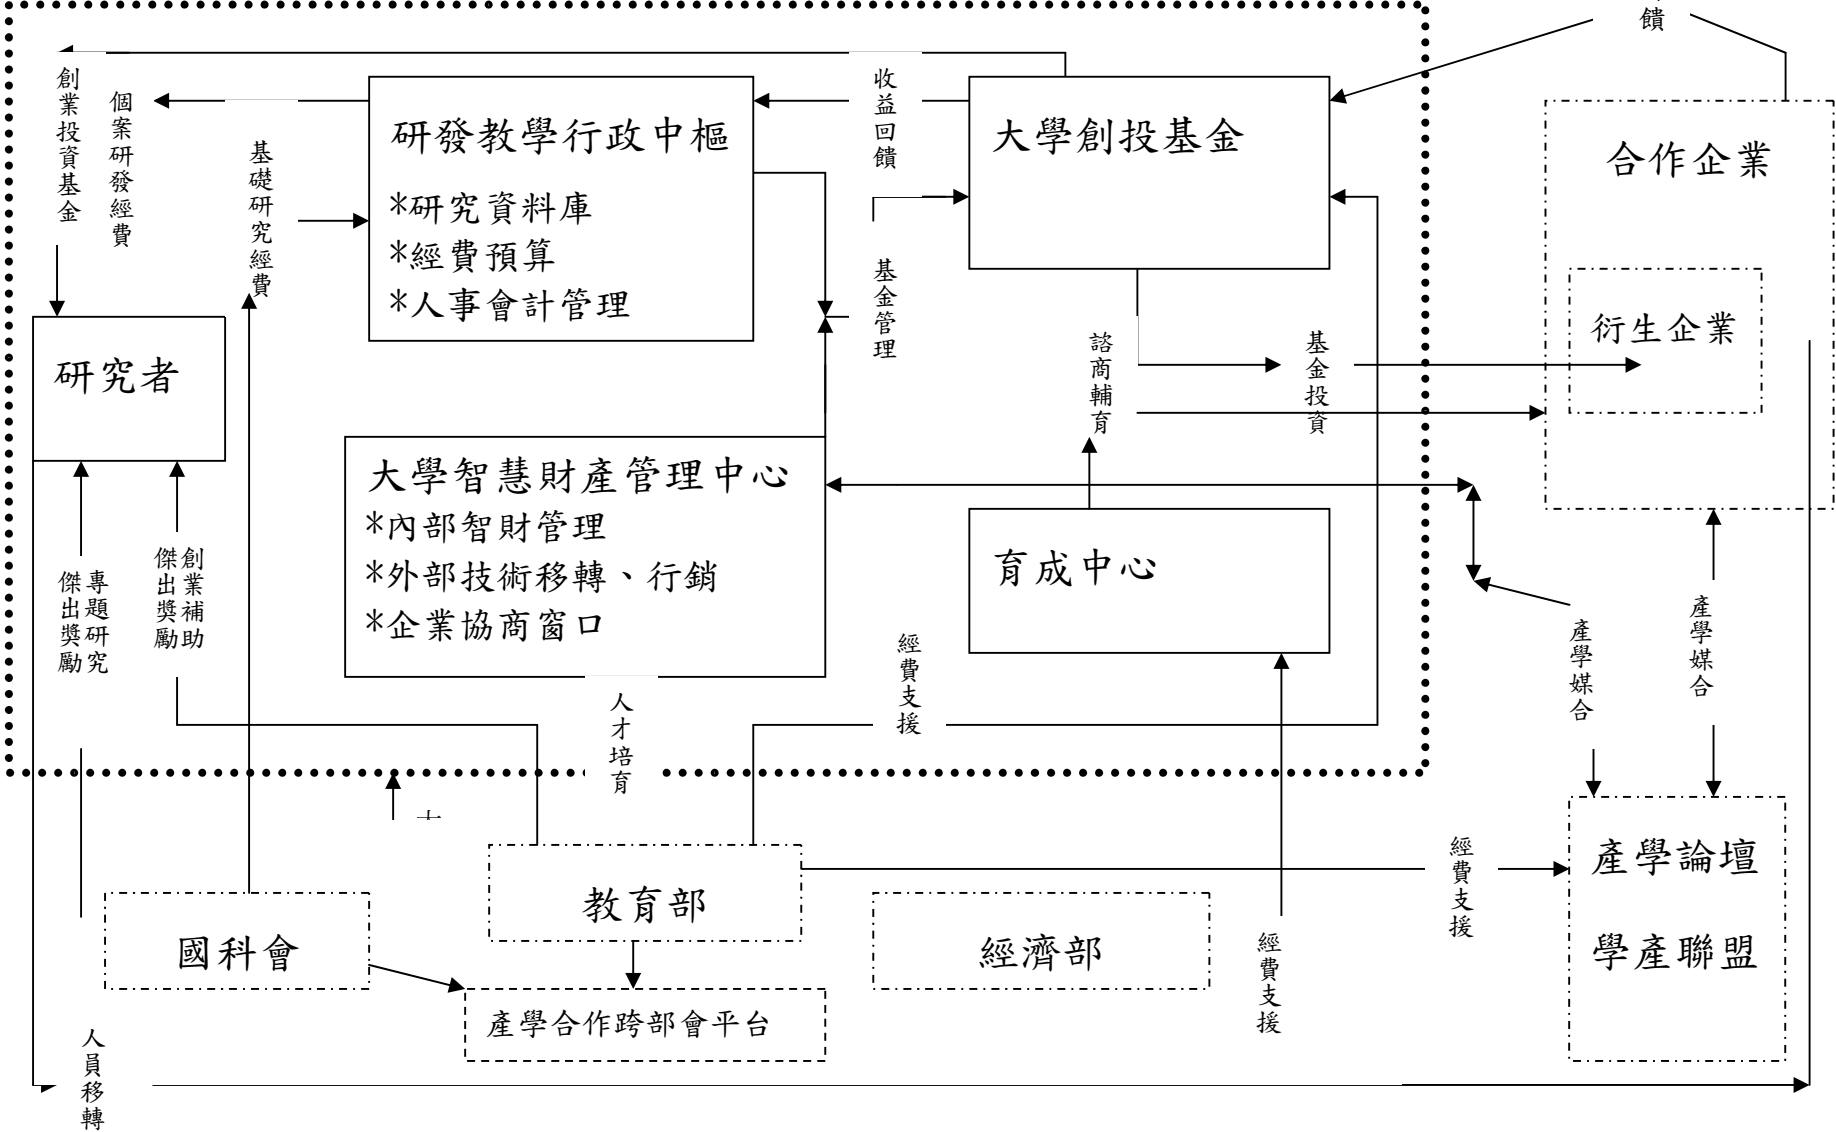 饋
創業投資基金
個案研發經費
基礎研究經費
研發教學行政中樞
*研究資料庫
*經費預算
*人事會計管理
收益回饋
基金管理
大學創投基金
合作企業
衍生企業
諮商輔育
基金投資
研究者
大學智慧財產管理中心
*內部智財管理
*外部技術移轉、行銷
*企業協商窗口
育成中心
專題研究
傑出獎勵
創業補助
傑出獎勵
人才培育
經費支援
產學媒合
產學媒合
教育部
國科會
經濟部
產學合作跨部會平台
經費支援
經費支援
產學論壇
學產聯盟
人員移轉